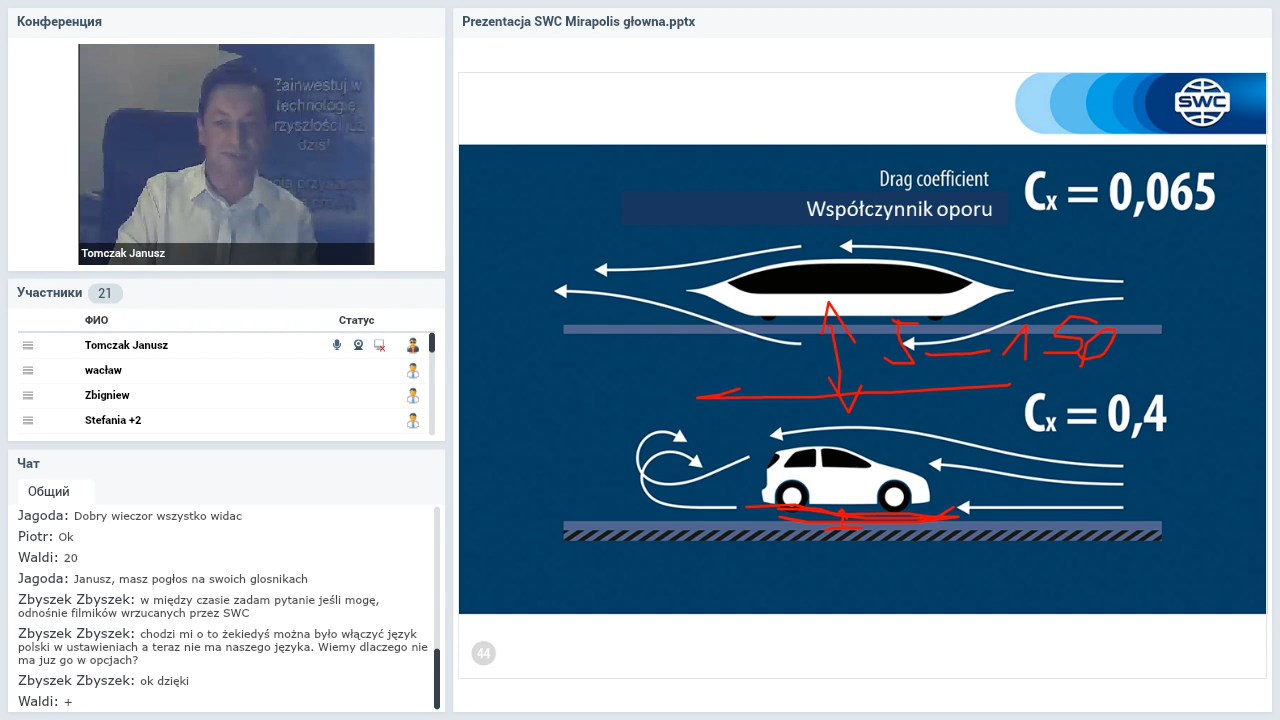 Конференция
Zainwestuj w
technologie
dziś
Tomczak Janusz
Участники 21
ФИО Статус
Tomczak Janusz
wacław
Zbigniew
Stefania +2
Чат
Общий
Jagoda: Dobry wieczor wszystko widac
Piotr: Ok
Waldi: 20
Jagoda: Janusz, masz pogłos na swoich glosnikach
Zbyszek Zbyszek: w między czasie zadam pytanie jeśli mogę,
odnośnie filmików wrzucanych przez SWC
Zbyszek Zbyszek: chodzi mi o to żekiedyś można było włączyć język
polski w ustawieniach a teraz nie ma naszego języka. Wiemy dlaczego nie
ma juz go w opcjach?
Zbyszek Zbyszek: ok dzięki
Waldi: +
Prezentacja SWC Mirapolis głowna.pptx
SWC
Drag coefficient
Współczynnik oporu
Cx = 0,065
150
Cx = 0,4
44